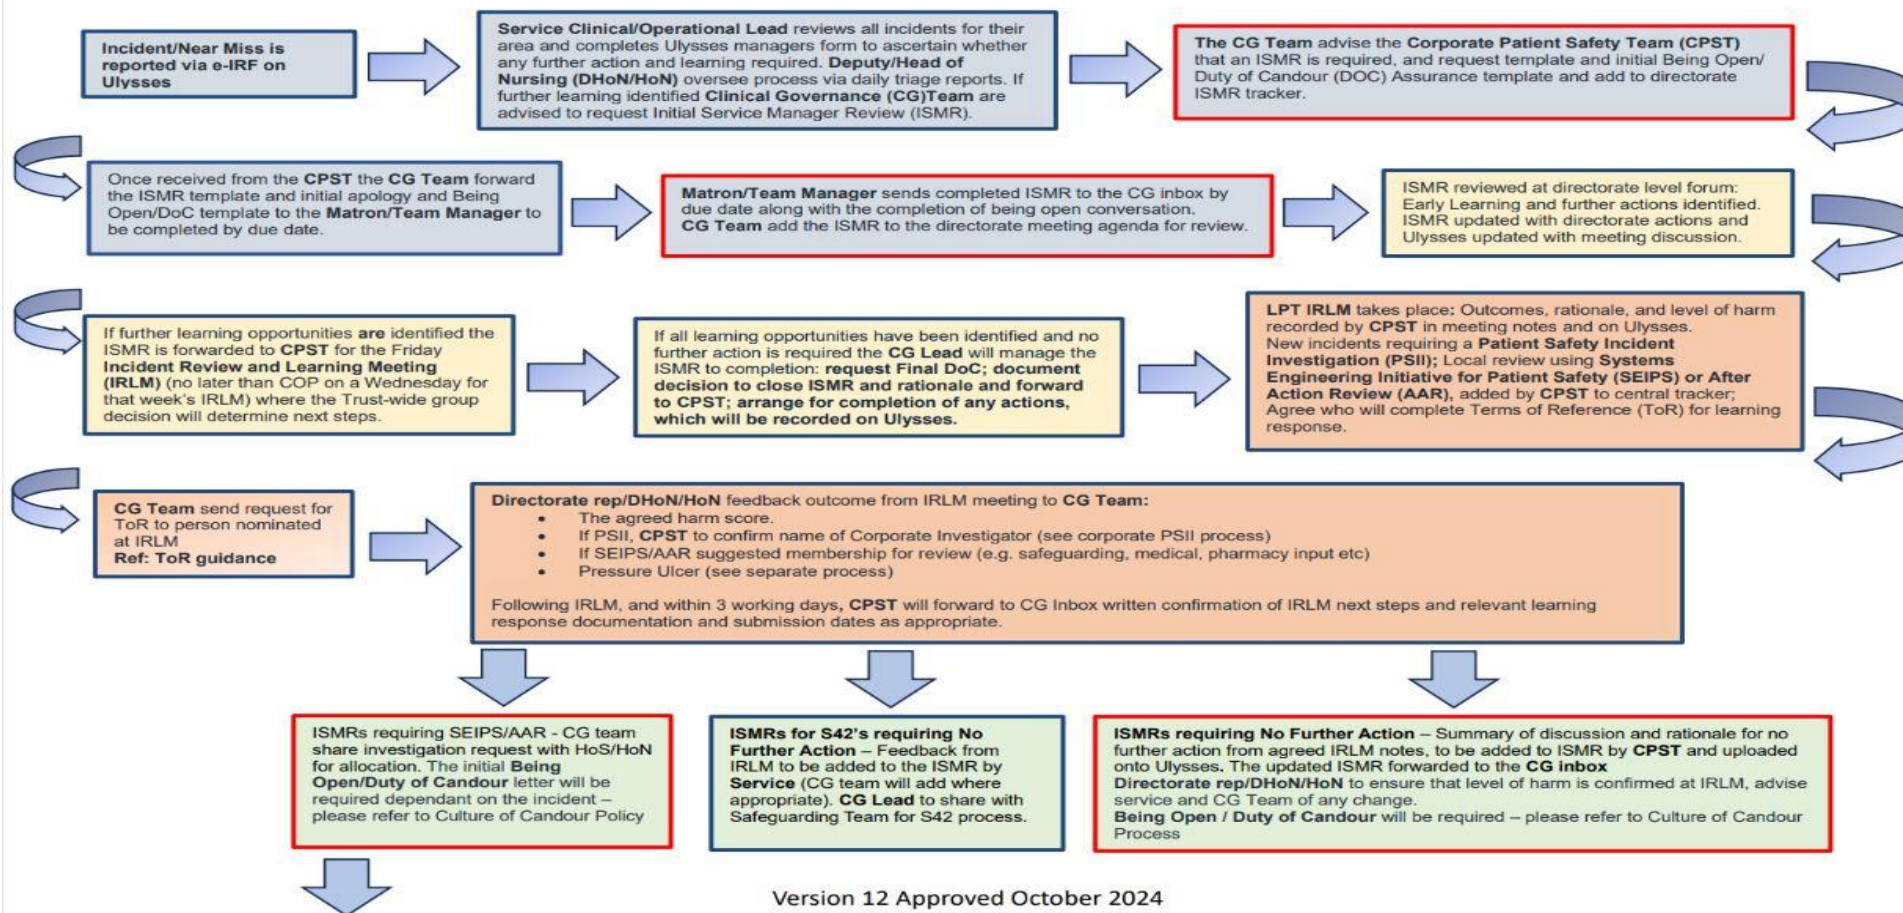 Incident/Near Miss is
reported via e-IRF on
Ulysses
Service Clinical/Operational Lead reviews all incidents for their
area and completes Ulysses managers form to ascertain whether
any further action and learning required. Deputy/Head of
Nursing (DHoN/HoN) oversee process via daily triage reports. If
further learning identified Clinical Governance (CG)Team are
advised to request Initial Service Manager Review (ISMR).
The CG Team advise the Corporate Patient Safety Team (CPST)
that an ISMR is required, and request template and initial Being Open/
Duty of Candour (DOC) Assurance template and add to directorate
ISMR tracker.
Once received from the CPST the CG Team forward
the ISMR template and initial apology and Being
Open/DoC template to the Matron/Team Manager to
be completed by due date.
Matron/Team Manager sends completed ISMR to the CG inbox by
due date along with the completion of being open conversation.
CG Team add the ISMR to the directorate meeting agenda for review.
ISMR reviewed at directorate level forum:
Early Learning and further actions identified.
ISMR updated with directorate actions and
Ulysses updated with meeting discussion.
If further learning opportunities are identified the
ISMR is forwarded to CPST for the Friday
Incident Review and Learning Meeting
(IRLM) (no later than COP on a Wednesday for
that week's IRLM) where the Trust-wide group
decision will determine next steps.
If all learning opportunities have been identified and no
further action is required the CG Lead will manage the
ISMR to completion: request Final DoC; document
decision to close ISMR and rationale and forward
to CPST; arrange for completion of any actions,
which will be recorded on Ulysses.
LPT IRLM takes place: Outcomes, rationale, and level of harm
recorded by CPST in meeting notes and on Ulysses.
New incidents requiring a Patient Safety Incident
Investigation (PSII); Local review using Systems
Engineering Initiative for Patient Safety (SEIPS) or After
Action Review (AAR), added by CPST to central tracker;
Agree who will complete Terms of Reference (ToR) for learning
response.
CG Team send request for
ToR to person nominated
at IRLM
Ref: ToR guidance
Directorate rep/DHoN/HoN feedback outcome from IRLM meeting to CG Team:
• The agreed harm score.
• If PSII, CPST to confirm name of Corporate Investigator (see corporate PSII process)
• If SEIPS/AAR suggested membership for review (e.g. safeguarding, medical, pharmacy input etc)
• Pressure Ulcer (see separate process)
Following IRLM, and within 3 working days, CPST will forward to CG Inbox written confirmation of IRLM next steps and relevant learning
response documentation and submission dates as appropriate.
ISMRs requiring SEIPS/AAR - CG team
share investigation request with HoS/HoN
for allocation. The initial Being
Open/Duty of Candour letter will be
required dependant on the incident –
please refer to Culture of Candour Policy
ISMRs for S42's requiring No
Further Action – Feedback from
IRLM to be added to the ISMR by
Service (CG team will add where
appropriate). CG Lead to share with
Safeguarding Team for S42 process.
ISMRs requiring No Further Action – Summary of discussion and rationale for no
further action from agreed IRLM notes, to be added to ISMR by CPST and uploaded
onto Ulysses. The updated ISMR forwarded to the CG inbox
Directorate rep/DHoN/HoN to ensure that level of harm is confirmed at IRLM, advise
service and CG Team of any change.
Being Open / Duty of Candour will be required – please refer to Culture of Candour
Process
Version 12 Approved October 2024